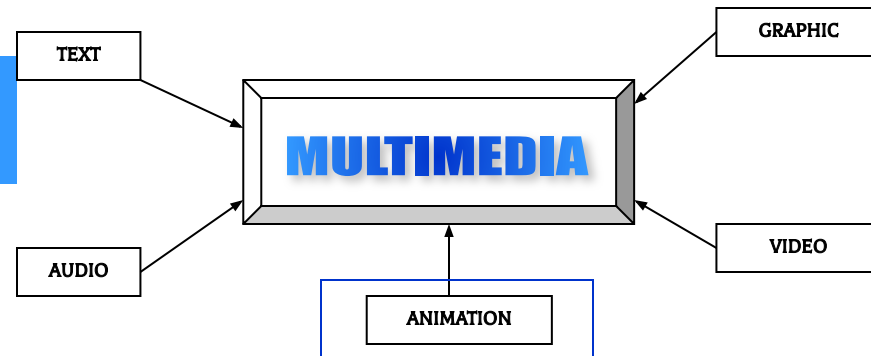 GRAPHIC
TEXT
MULTIMEDIA
VIDEO
AUDIO
ANIMATION